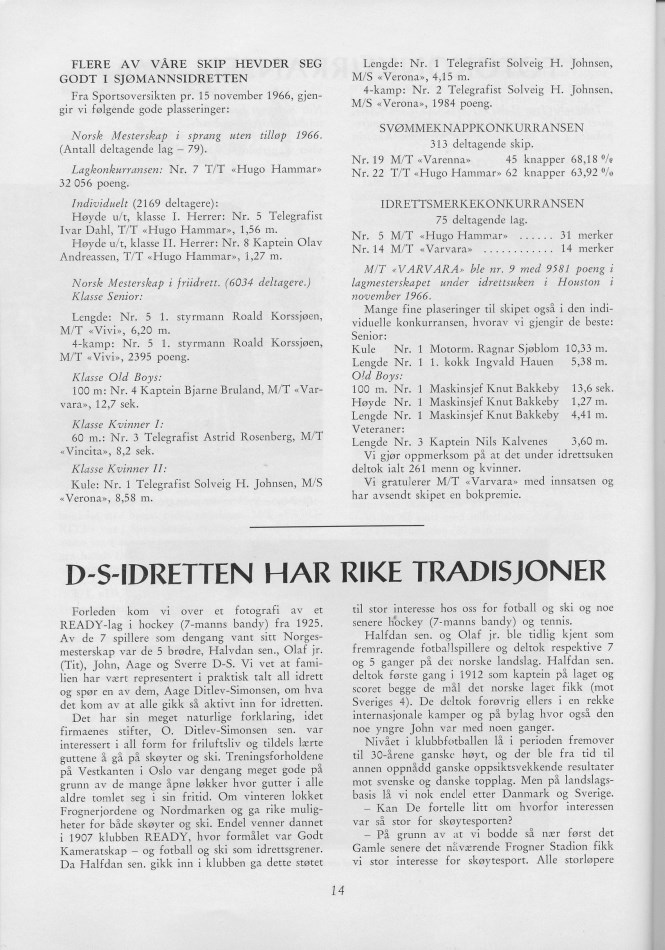 FLERE AV VÅRE SKIP HEVDER SEG
GODT I SJØMANNSIDRETTEN
Fra Sportsoversikten pr. 15 november 1966, gjen-
gir vi følgende gode plasseringer:
Norsk Mesterskap i sprang uten tilløp 1966.
(Antall deltagende lag – 79).
Lagkonkurransen: Nr. 7 T/T «Hugo Hammar»
32 056 poeng.
Individuelt (2169 deltagere):
Høyde u/t, klasse I. Herrer: Nr. 5 Telegrafist
Ivar Dahl, T/T «Hugo Hammar», 1,56 m.
Høyde u/t, klasse II. Herrer: Nr. 8 Kaptein Olav
Andreassen, T/T «Hugo Hammar», 1,27 m.
Norsk Mesterskap i friidrett. (6034 deltagere.)
Klasse Senior:
Lengde: Nr. 5 1. styrmann Roald Korssjøen,
M/T «Vivi», 6,20 m.
4-kamp: Nr. 5 1. styrmann Roald Korssjøen,
M/T «Vivi», 2395 poeng.
Klasse Old Boys:
100 m: Nr. 4 Kaptein Bjarne Bruland, M/T «Var-
vara», 12,7 sek.
Klasse Kvinner I:
60 m.: Nr. 3 Telegrafist Astrid Rosenberg, M/T
«Vincita», 8,2 sek.
Klasse Kvinner II:
Kule: Nr. 1 Telegrafist Solveig H. Johnsen, M/S
«Verona», 8,58 m.
Lengde: Nr. 1 Telegrafist Solveig H. Johnsen,
M/S «Verona», 4,15 m.
4-kamp: Nr. 2 Telegrafist Solveig H. Johnsen,
M/S «Verona», 1984 poeng.
SVØMMEKNAPPKONKURRANSEN
313 deltagende skip.
Nr. 19 M/T «Varenna» 45 knapper 68,18 %
Nr. 22 T/T «Hugo Hammar» 62 knapper 63,92 %
IDRETTSMERKEKONKURRANSEN
75 deltagende lag.
Nr. 5 M/T «Hugo Hammar» ...... 31 merker
Nr. 14 M/T «Varvara» ............ 14 merker
M/T «VARVARA» ble nr. 9 med 9581 poeng i
lagmesterskapet under idrettsuken i Houston i
november 1966.
Mange fine plaseringer til skipet også i den indi-
viduelle konkurransen, hvorav vi gjengir de beste:
Senior:
Kule Nr. 1 Motorm. Ragnar Sjøblom 10,33 m.
Lengde Nr. 1 1. kokk Ingvald Hauen 5,38 m.
Old Boys:
100 m. Nr. 1 Maskinsjef Knut Bakkeby 13,6 sek.
Høyde Nr. 1 Maskinsjef Knut Bakkeby 1,27 m.
Lengde Nr. 1 Maskinsjef Knut Bakkeby 4,41 m.
Veteraner:
Lengde Nr. 3 Kaptein Nils Kalvenes 3,60 m.
Vi gjør oppmerksom på at det under idrettsuken
deltok ialt 261 menn og kvinner.
Vi gratulerer M/T «Varvara» med innsatsen og
har avsendt skipet en bokpremie.
D-S-IDRETTEN HAR RIKE TRADISJONER
Forleden kom vi over et fotografi av et
READY-lag i hockey (7-manns bandy) fra 1925.
Av de 7 spillere som dengang vant sitt Norges-
mesterskap var de 5 brødre, Halvdan sen., Olaf jr.
(Tit), John, Aage og Sverre D-S. Vi vet at fami-
lien har vært representert i praktisk talt all idrett
og spør en av dem, Aage Ditlev-Simonsen, om hva
det kom av at alle gikk så aktivt inn for idretten.
Det har sin meget naturlige forklaring, idet
firmaenes stifter, O. Ditlev-Simonsen sen. var
interessert i all form for friluftsliv og tildels lærte
guttene å gå på skøyter og ski. Treningsforholdene
på Vestkanten i Oslo var dengang meget gode på
grunn av de mange åpne løkker hvor gutter i alle
aldre tomlet seg i sin fritid. Om vinteren lokket
Frognerjordene og Nordmarken og ga rike mulig-
heter for både skøyter og ski. Endel venner dannet
i 1907 klubben READY, hvor formålet var Godt
Kameratskap – og fotball og ski som idrettsgrener.
Da Halfdan sen. gikk inn i klubben ga dette støtet
til stor interesse hos oss for fotball og ski og noe
senere hockey (7-manns bandy) og tennis.
Halfdan sen. og Olaf jr. ble tidlig kjent som
fremragende fotballspillere og deltok respektive 7
og 5 ganger på det norske landslag. Halfdan sen.
deltok første gang i 1912 som kaptein på laget og
scoret begge de mål det norske laget fikk (mot
Sveriges 4). De deltok forøvrig ellers i en rekke
internasjonale kamper og på bylag hvor også den
noe yngre John var med noen ganger.
Nivået i klubbfotballen lå i perioden fremover
til 30-årene ganske høyt, og der ble fra tid til
annen oppnådd ganske oppsiktsvekkende resultater
mot svenske og danske topplag. Men på landslags-
basis lå vi nok endel etter Danmark og Sverige.
– Kan De fortelle litt om hvorfor interessen
var så stor for skøytesporten?
– På grunn av at vi bodde så nær først det
Gamle senere det nåværende Frogner Stadion fikk
vi stor interesse for skøytesport. Alle storløpere
14